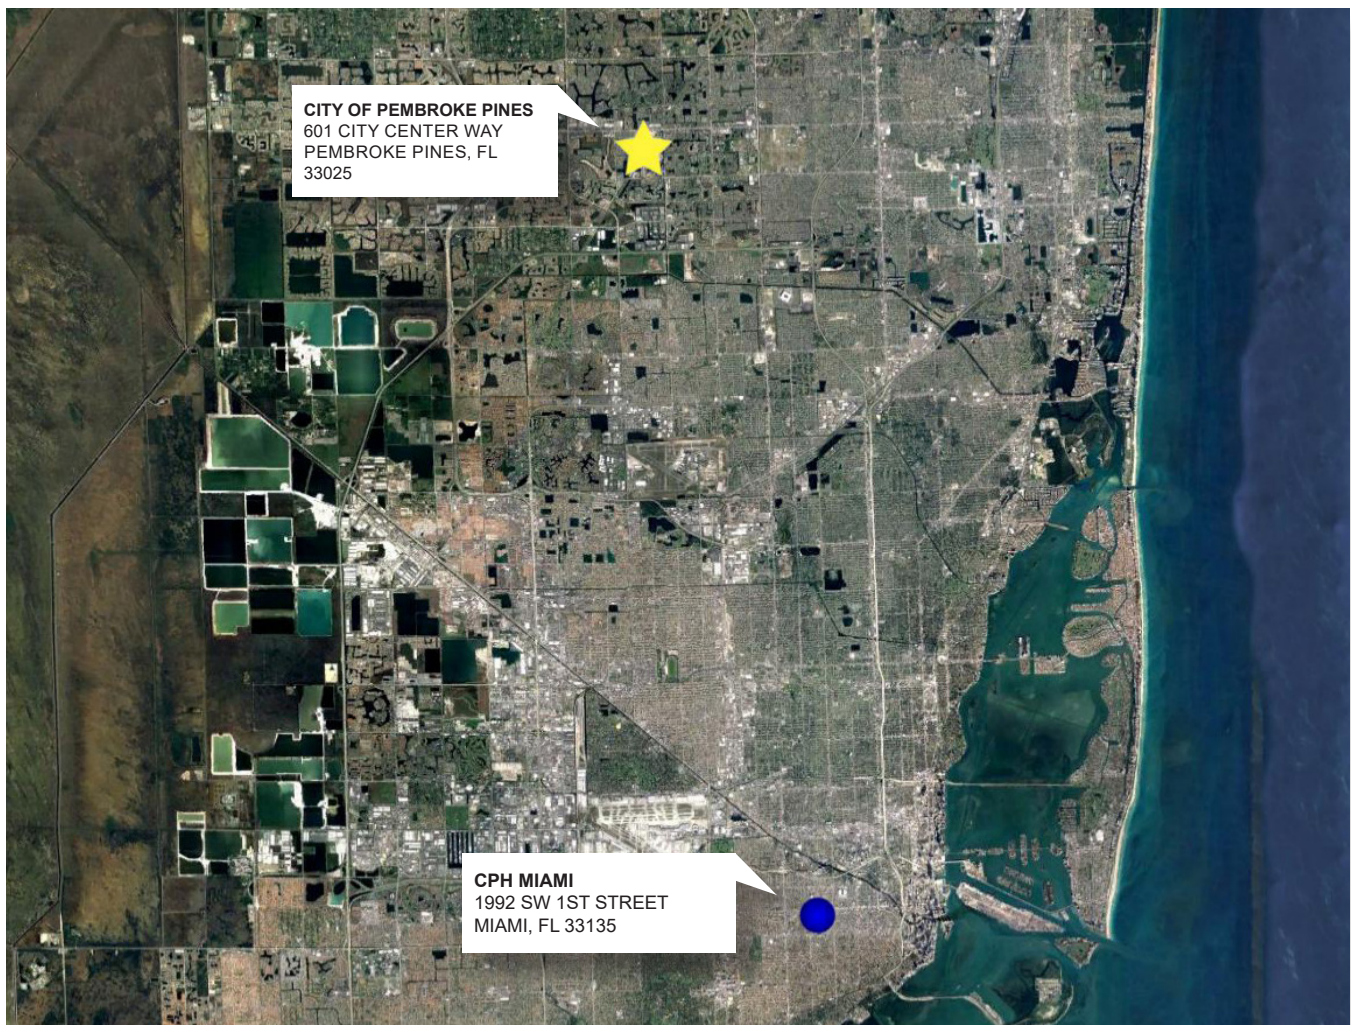 CITY OF PEMBROKE PINES
601 CITY CENTER WAY
PEMBROKE PINES, FL
33025
CPH MIAMI
1992 SW 1ST STREET
MIAMI, FL 33135